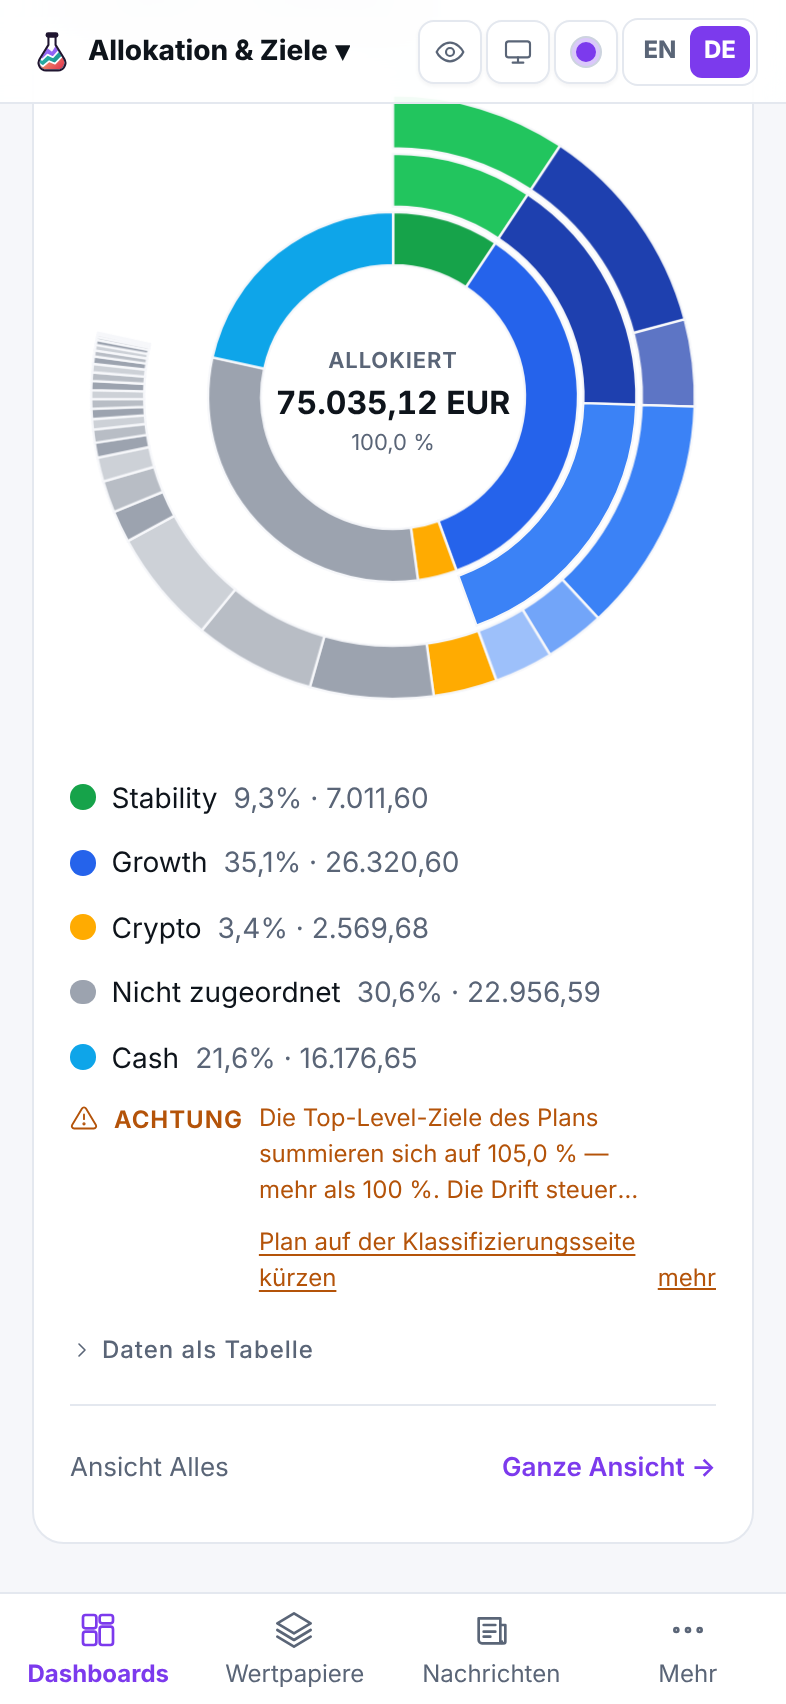 Allokation & Ziele ▾
EN DE
ALLOKIERT
75.035,12 EUR
100,0 %
Stability 9,3% · 7.011,60
Growth 35,1% · 26.320,60
Crypto 3,4% · 2.569,68
Nicht zugeordnet 30,6% · 22.956,59
Cash 21,6% · 16.176,65
ACHTUNG Die Top-Level-Ziele des Plans
summieren sich auf 105,0 % —
mehr als 100 %. Die Drift steuer…
Plan auf der Klassifizierungsseite
kürzen mehr
Daten als Tabelle
Ansicht Alles Ganze Ansicht →
Dashboards Wertpapiere Nachrichten Mehr